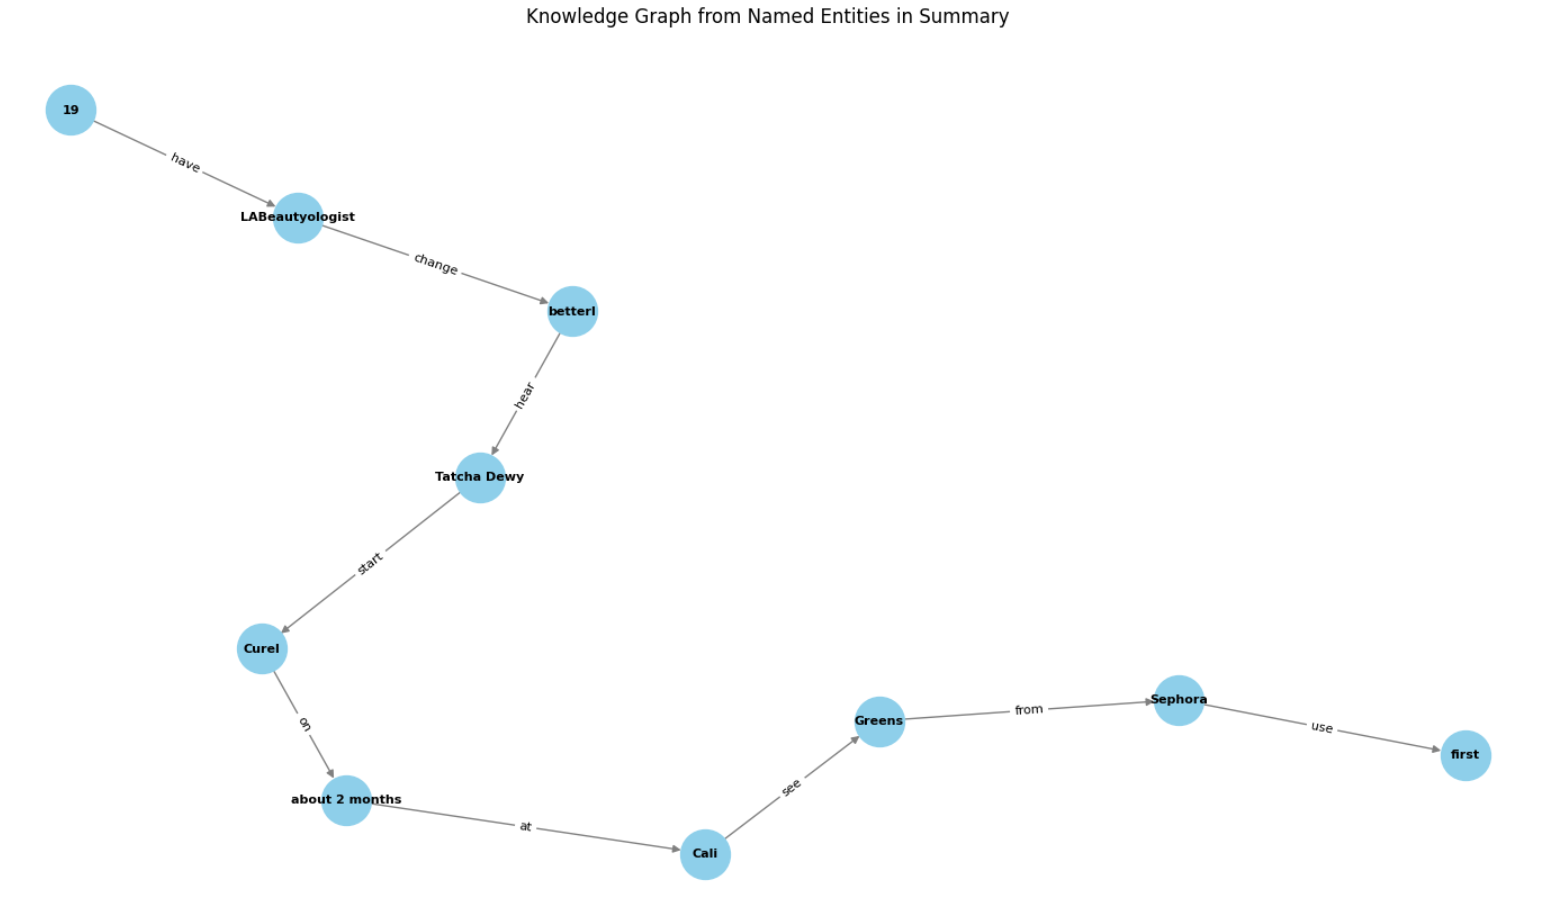 Knowledge Graph from Named Entities in Summary
19
have
LABeautyologist
change
betterI
hear
Tatcha Dewy
start
Curel
on
about 2 months
at
Cali
see
Greens
from
Sephora
use
first